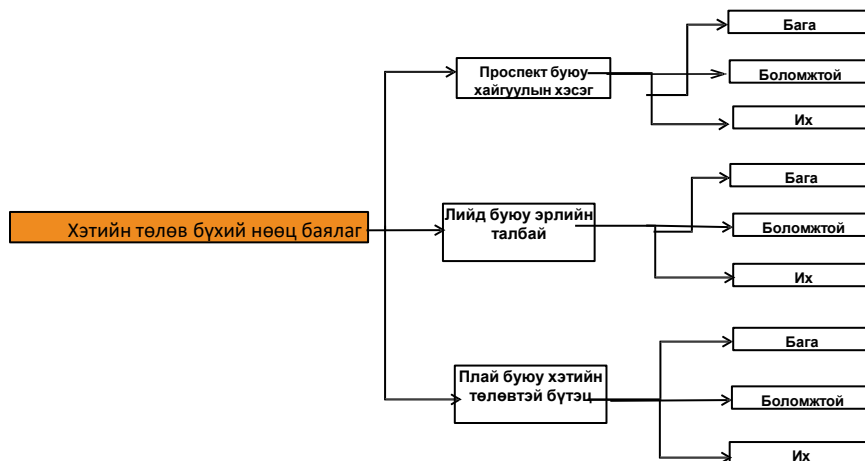 Бага
Проспект буюу
хайгуулын хэсэг
Боломжтой
Их
Бага
Хэтийн төлөв бүхий нөөц баялаг
Лийд буюу эрлийн
талбай
Боломжтой
Их
Бага
Плай буюу хэтийн
төлөвтэй бүтэц
Боломжтой
Их